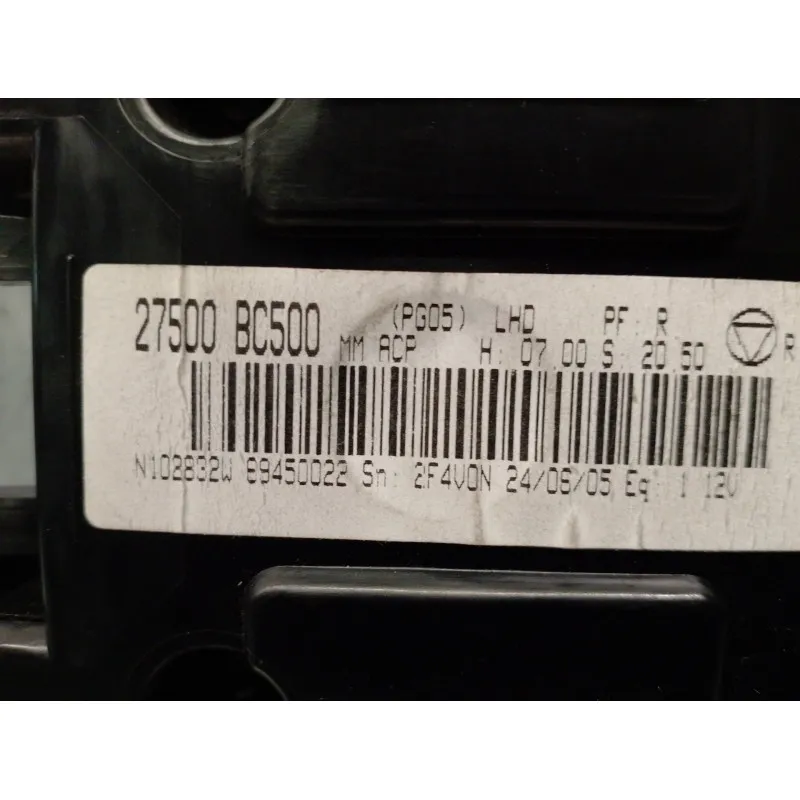 27500 BC500 (PG05) LHD PF: R
MM ACP H: 07.00 S: 20.50 R
N102832W 69450022 Sn: 2F4V0N 24/06/05 Eq: 1 12V